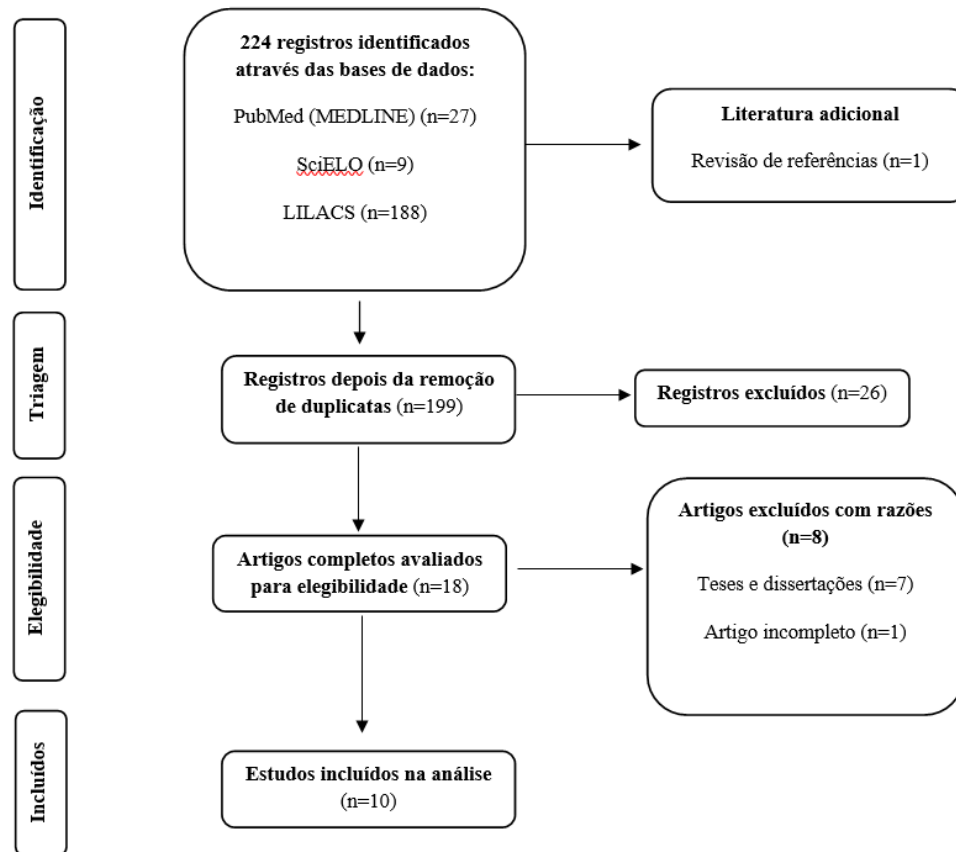 Identificação
224 registros identificados
através das bases de dados:
PubMed (MEDLINE) (n=27)
SciELO (n=9)
LILACS (n=188)
Literatura adicional
Revisão de referências (n=1)
Triagem
Registros depois da remoção
de duplicatas (n=199)
Registros excluídos (n=26)
Elegibilidade
Artigos completos avaliados
para elegibilidade (n=18)
Artigos excluídos com razões
(n=8)
Teses e dissertações (n=7)
Artigo incompleto (n=1)
Incluídos
Estudos incluídos na análise
(n=10)